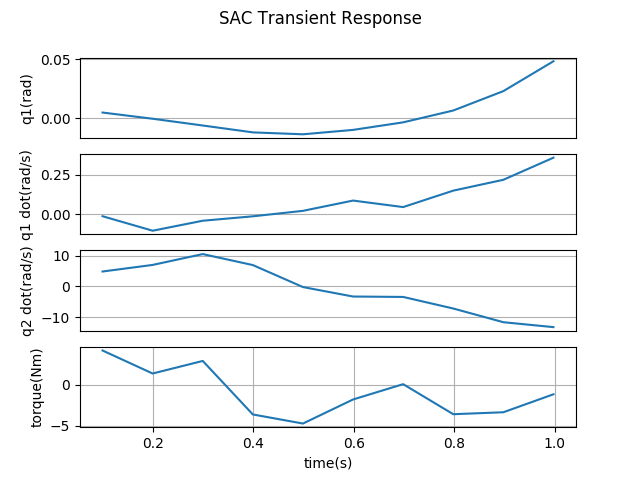 SAC Transient Response
q1(rad)
0.05
0.00
q1 dot(rad/s)
0.25
0.00
q2 dot(rad/s)
10
0
−10
torque(Nm)
0
−5
0.2 0.4 0.6 0.8 1.0
time(s)